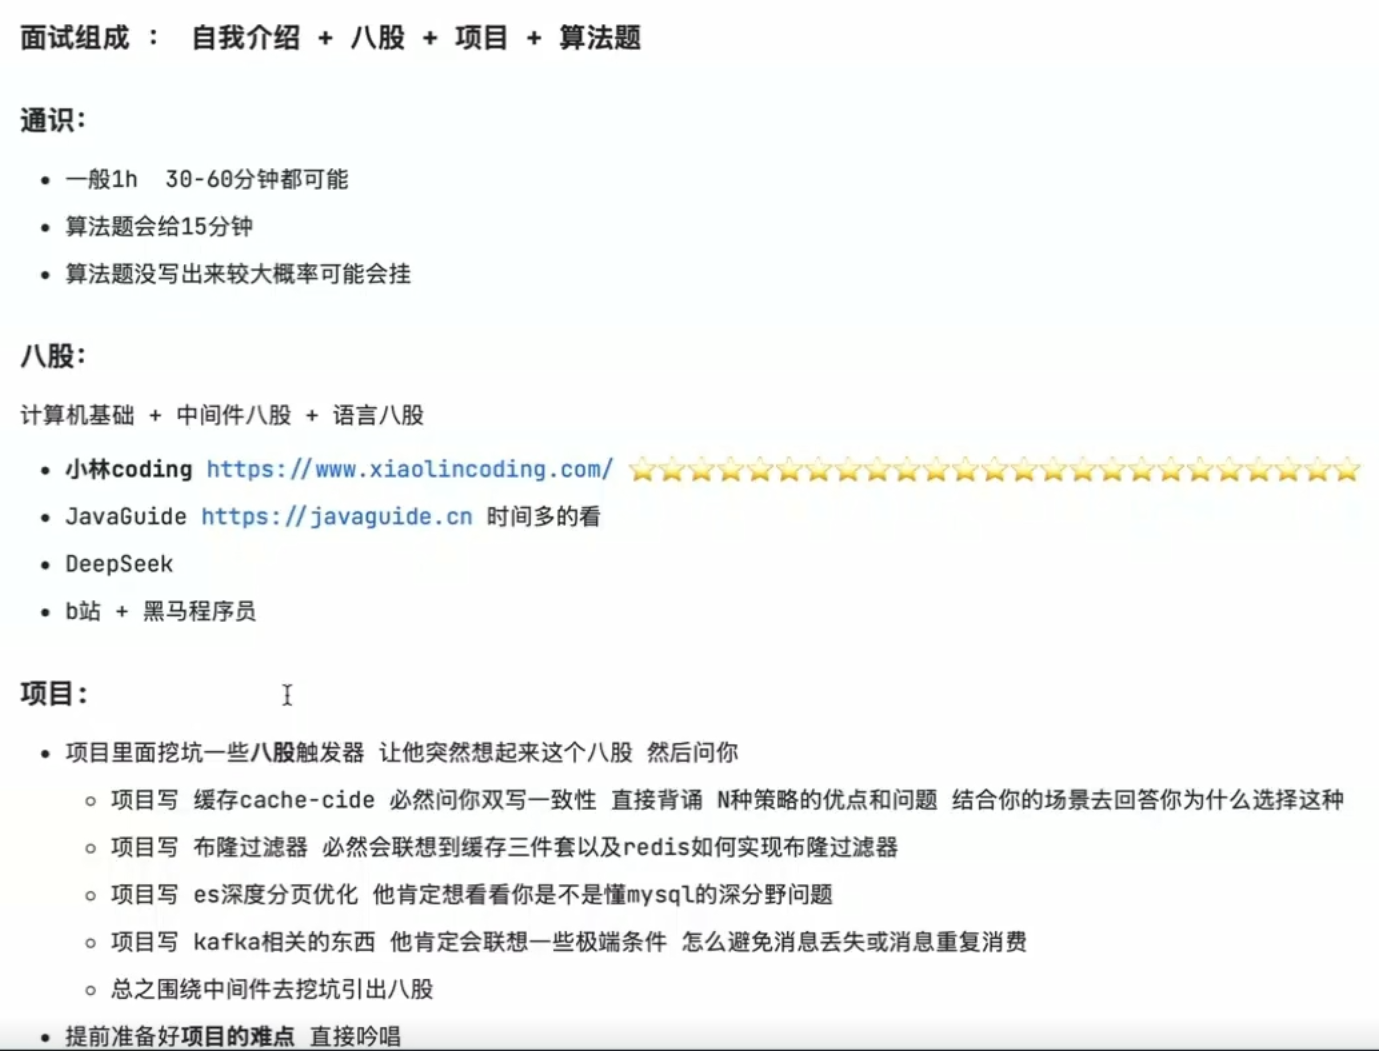 面试组成 : 自我介绍 + 八股 + 项目 + 算法题
通识:
• 一般1h 30-60分钟都可能
• 算法题会给15分钟
• 算法题没写出来较大概率可能会挂
八股:
计算机基础 + 中间件八股 + 语言八股
• 小林coding https://www.xiaolincoding.com/ ⭐⭐⭐⭐⭐⭐⭐⭐⭐⭐⭐⭐⭐⭐⭐⭐⭐⭐⭐⭐⭐⭐⭐⭐⭐
• JavaGuide https://javaguide.cn 时间多的看
• DeepSeek
• b站 + 黑马程序员
项目:
• 项目里面挖坑一些八股触发器 让他突然想起来这个八股 然后问你
◦ 项目写 缓存cache-cide 必然问你双写一致性 直接背诵 N种策略的优点和问题 结合你的场景去回答你为什么选择这种
◦ 项目写 布隆过滤器 必然会联想到缓存三件套以及redis如何实现布隆过滤器
◦ 项目写 es深度分页优化 他肯定想看看你是不是懂mysql的深分野问题
◦ 项目写 kafka相关的东西 他肯定会联想一些极端条件 怎么避免消息丢失或消息重复消费
◦ 总之围绕中间件去挖坑引出八股
• 提前准备好项目的难点 直接吟唱